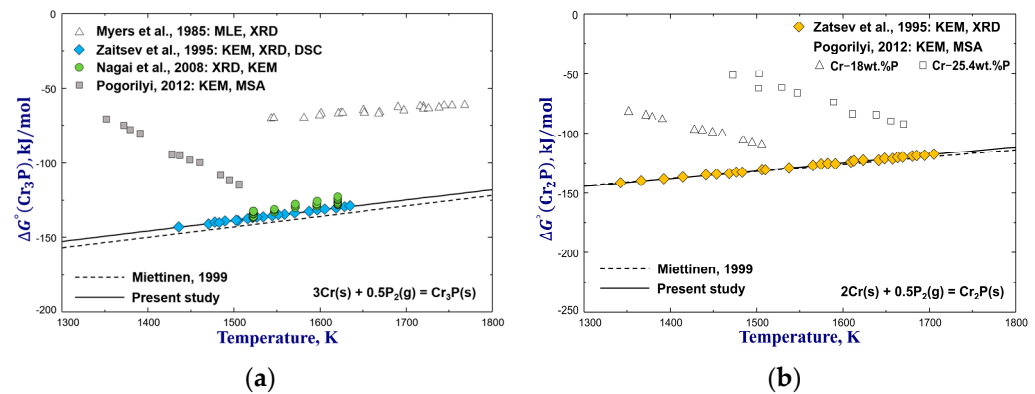 (a)
Myers et al., 1985: MLE, XRD
Zaitsev et al., 1995: KEM, XRD, DSC
Nagai et al., 2008: XRD, KEM
Pogorilyi, 2012: KEM, MSA
0
-50
-100
-150
-200
ΔG°(Cr₃P), kJ/mol
Miettinen, 1999
Present study
3Cr(s) + 0.5P₂(g) = Cr₃P(s)
1300 1400 1500 1600 1700 1800
Temperature, K
(b)
Zatsev et al., 1995: KEM, XRD
Pogorilyi, 2012: KEM, MSA
Cr−18wt.%P Cr−25.4wt.%P
0
-50
-100
-150
-200
-250
ΔG°(Cr₂P), kJ/mol
Miettinen, 1999
Present study
2Cr(s) + 0.5P₂(g) = Cr₂P(s)
1300 1400 1500 1600 1700 1800
Temperature, K
(a)
(b)